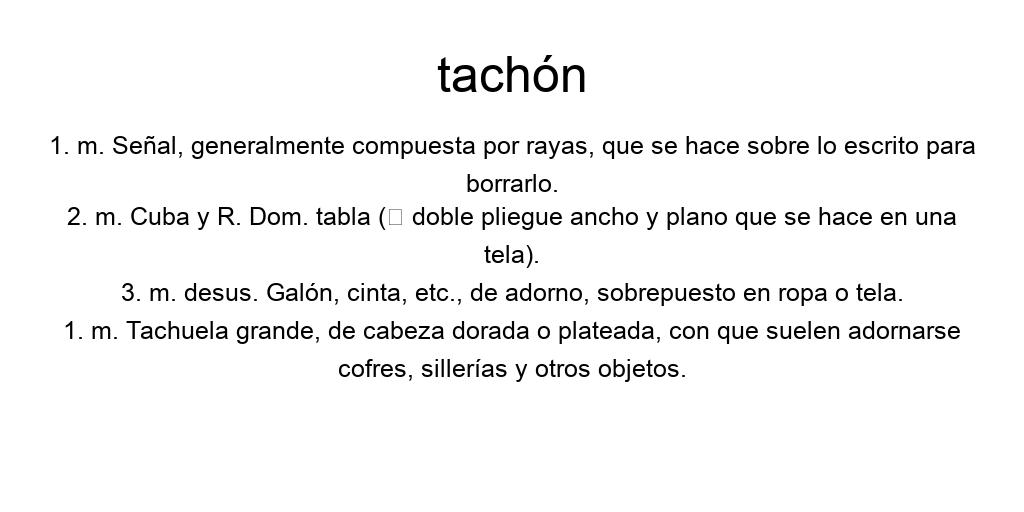 tachón
1. m. Señal, generalmente compuesta por rayas, que se hace sobre lo escrito para
borrarlo.
2. m. Cuba y R. Dom. tabla (□ doble pliegue ancho y plano que se hace en una
tela).
3. m. desus. Galón, cinta, etc., de adorno, sobrepuesto en ropa o tela.
1. m. Tachuela grande, de cabeza dorada o plateada, con que suelen adornarse
cofres, sillerías y otros objetos.